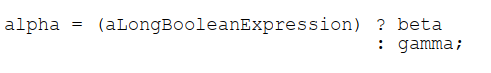 alpha = (aLongBooleanExpression) ? beta
                                 : gamma;